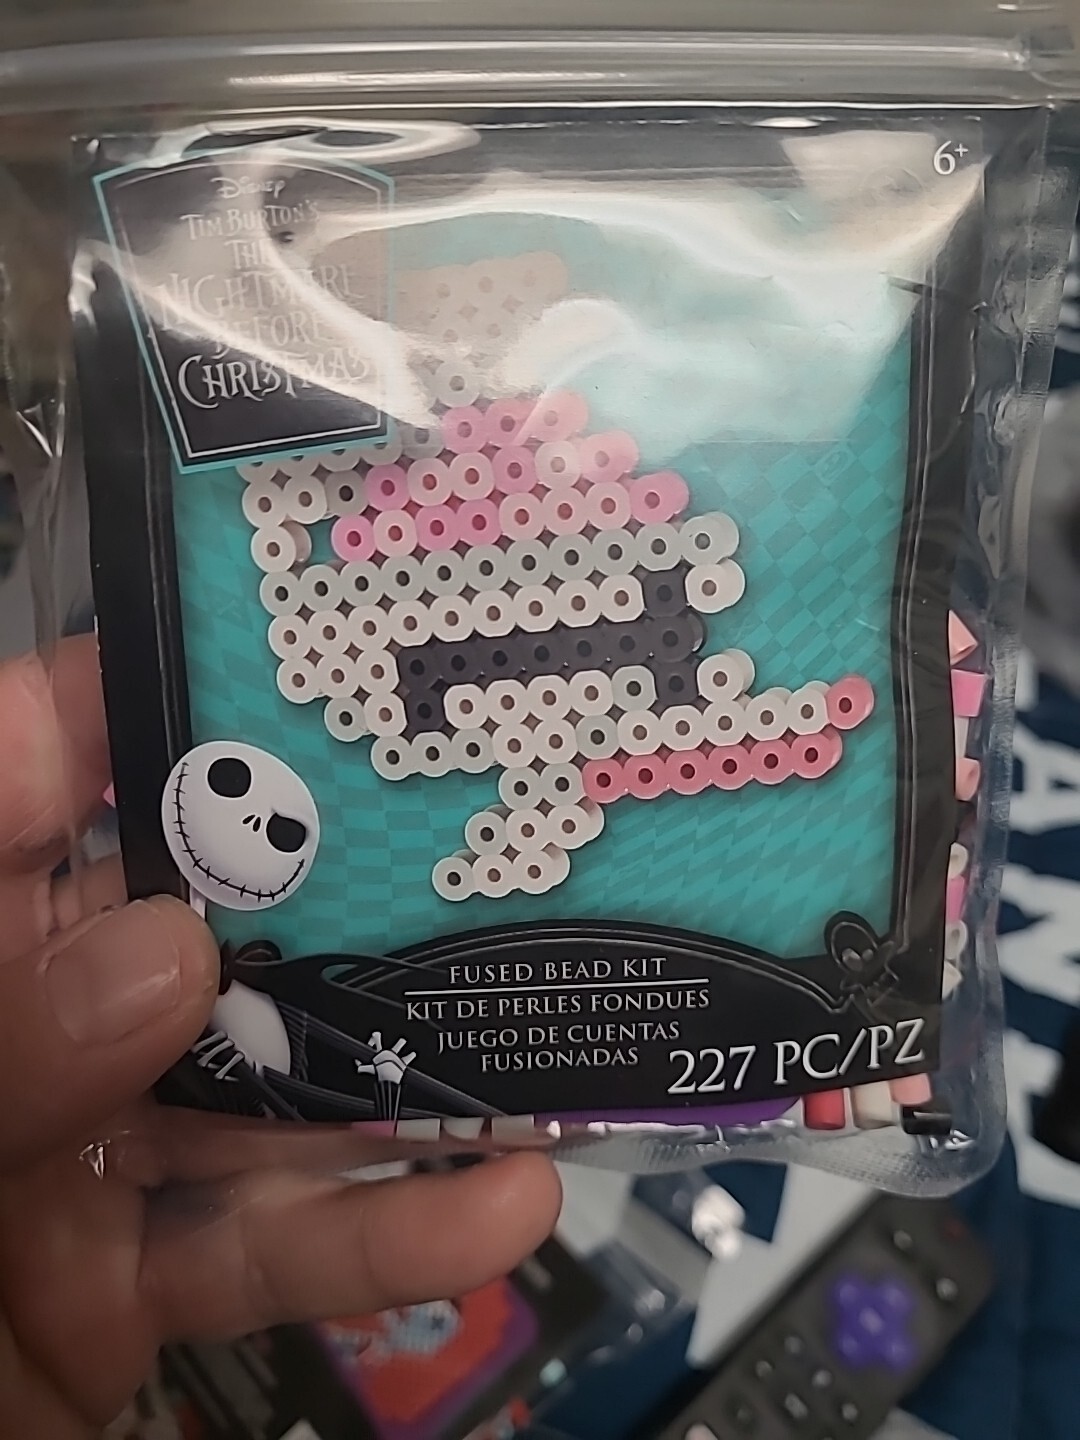 6+
Disney
TIM BURTON'S
THE
NIGHTMARE
BEFORE
CHRISTMAS
FUSED BEAD KIT
KIT DE PERLES FONDUES
JUEGO DE CUENTAS
FUSIONADAS
227 PC/PZ